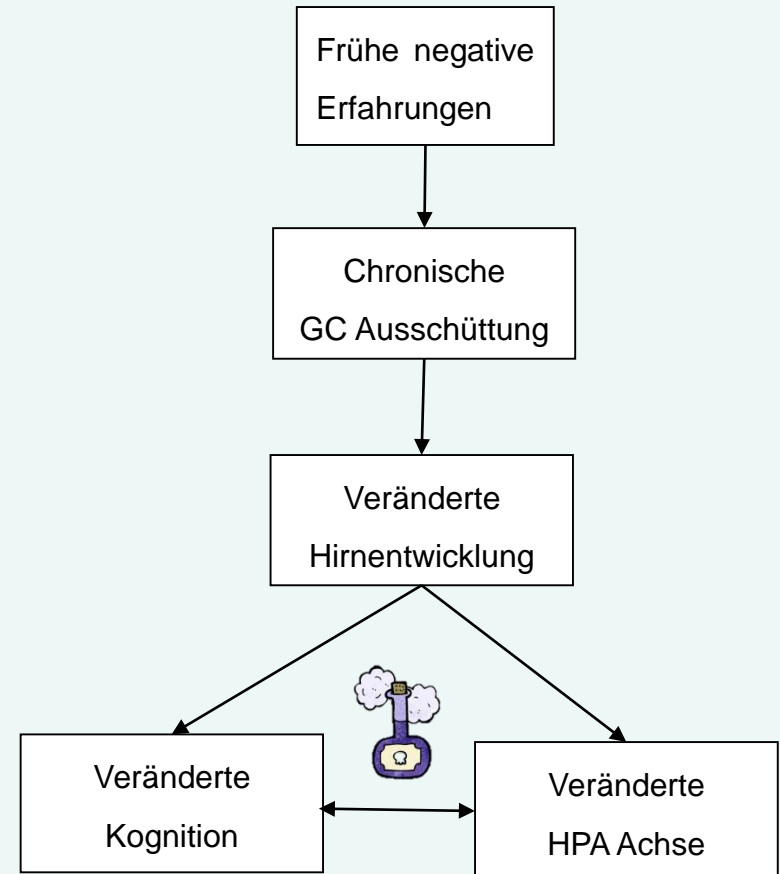 Frühe negative
Erfahrungen
Chronische
GC Ausschüttung
Veränderte
Hirnentwicklung
Veränderte
Kognition
Veränderte
HPA Achse